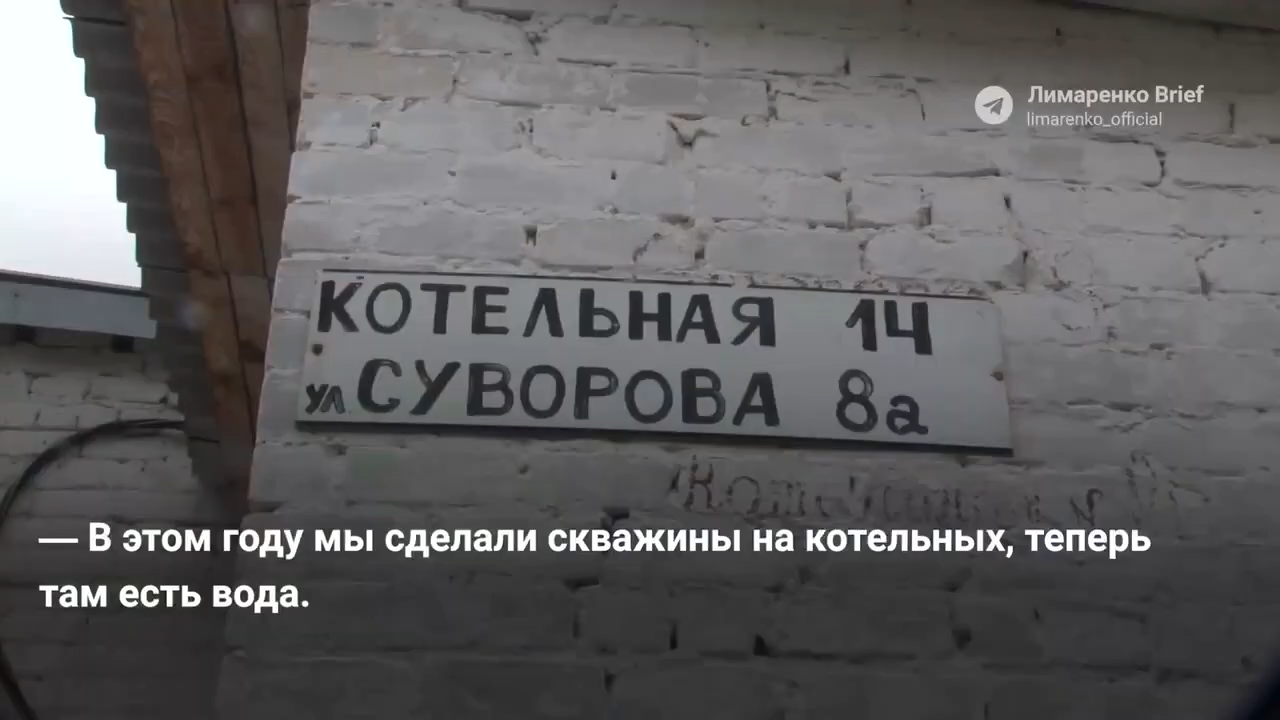 Лимаренко Brief
limarenko_official
КОТЕЛЬНАЯ 14
ул. СУВОРОВА 8а
— В этом году мы сделали скважины на котельных, теперь
там есть вода.